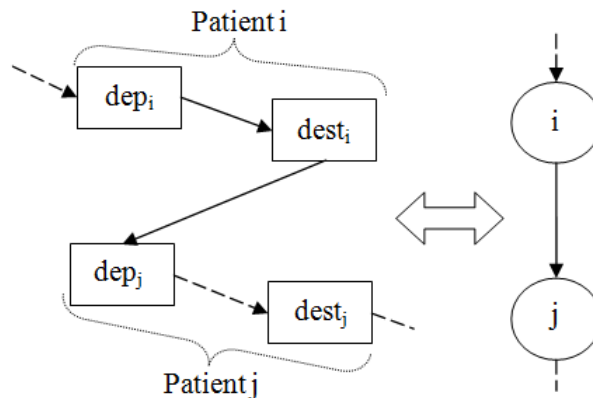 Patient i
dep_i
dest_i
i
dep_j
dest_j
j
Patient j